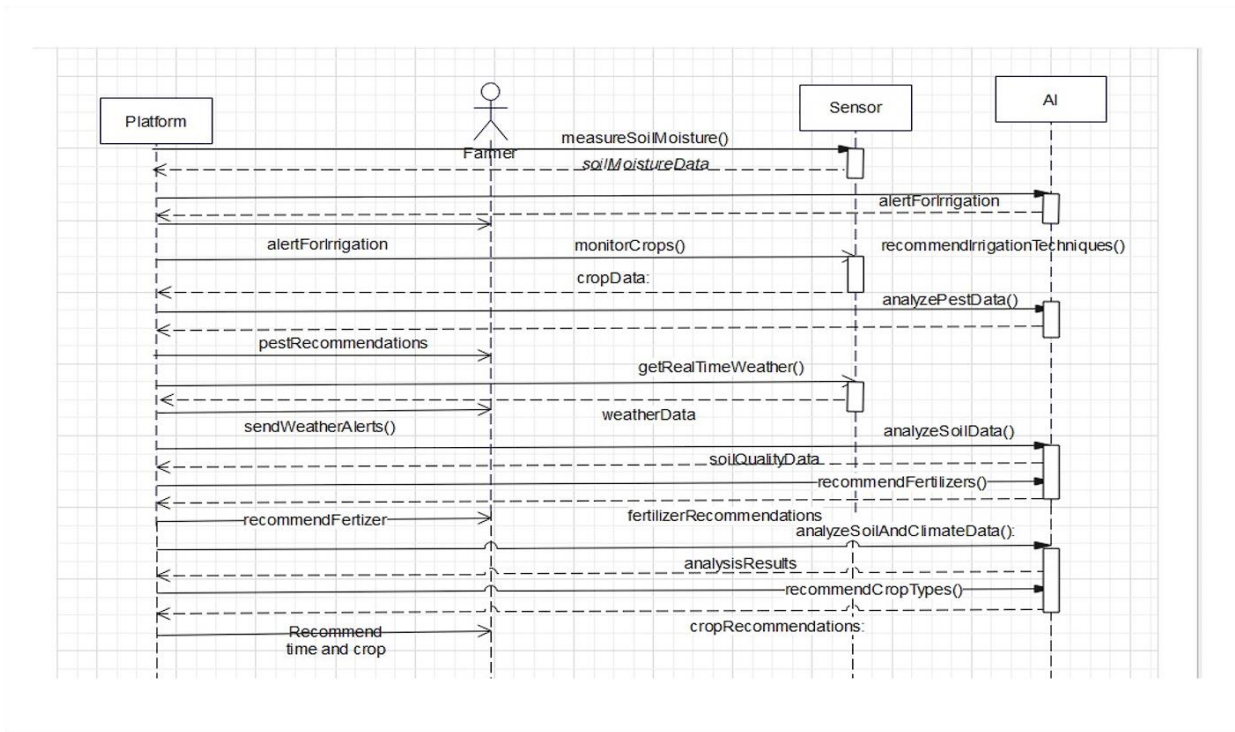 Platform
Farmer
Sensor
AI
measureSoilMoisture()
soilMoistureData
alertForIrrigation
alertForIrrigation
monitorCrops()
recommendIrrigationTechniques()
cropData:
analyzePestData()
pestRecommendations
getRealTimeWeather()
weatherData
sendWeatherAlerts()
analyzeSoilData()
soilQualityData
recommendFertilizers()
recommendFertizer
fertilizerRecommendations
analyzeSoilAndClimateData():
analysisResults
recommendCropTypes()
cropRecommendations:
Recommend
time and crop